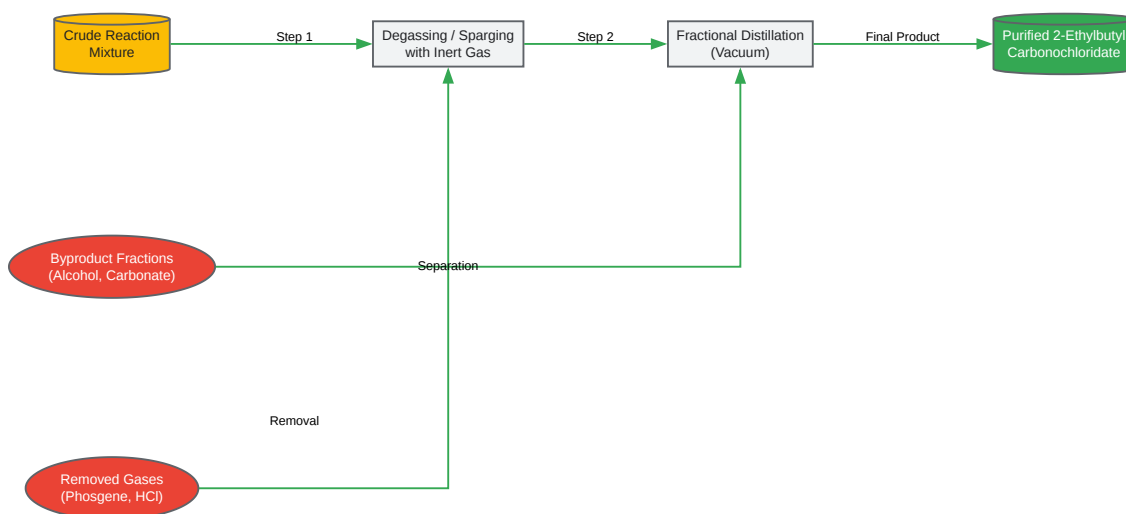 Crude Reaction
Mixture
Step 1
Degassing / Sparging
with Inert Gas
Step 2
Fractional Distillation
(Vacuum)
Final Product
Purified 2-Ethylbutyl
Carbonochloridate
Byproduct Fractions
(Alcohol, Carbonate)
Separation
Removal
Removed Gases
(Phosgene, HCl)